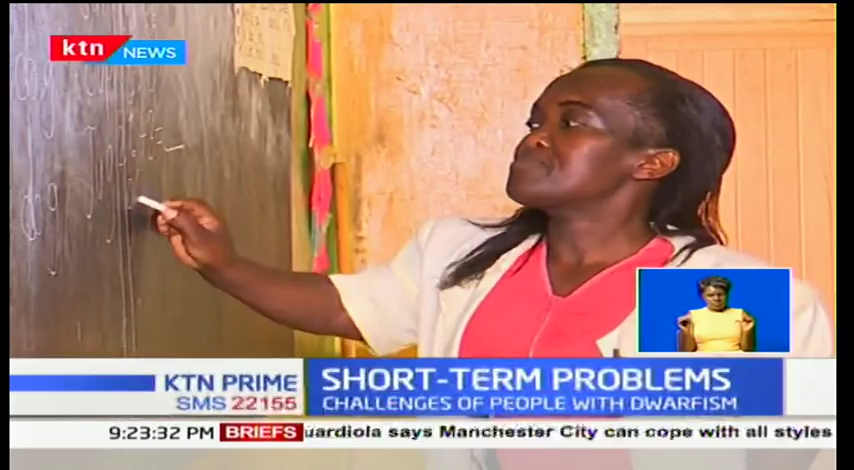 ktn NEWS
KTN PRIME
SMS 22155
SHORT-TERM PROBLEMS
CHALLENGES OF PEOPLE WITH DWARFISM
9:23:32 PM BRIEFS uardiola says Manchester City can cope with all styles